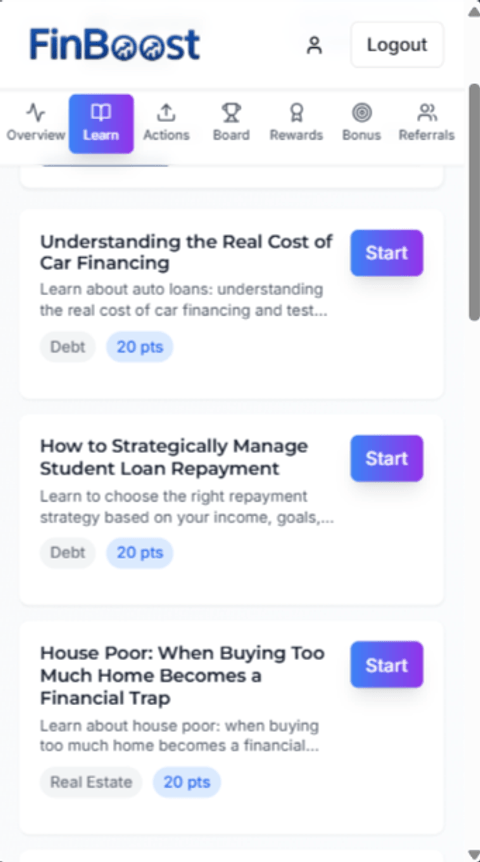 FinBoost
Logout
Overview
Learn
Actions
Board
Rewards
Bonus
Referrals
Understanding the Real Cost of
Car Financing
Start
Learn about auto loans: understanding
the real cost of car financing and test...
Debt
20 pts
How to Strategically Manage
Student Loan Repayment
Start
Learn to choose the right repayment
strategy based on your income, goals,...
Debt
20 pts
House Poor: When Buying Too
Much Home Becomes a
Financial Trap
Start
Learn about house poor: when buying
too much home becomes a financial...
Real Estate
20 pts